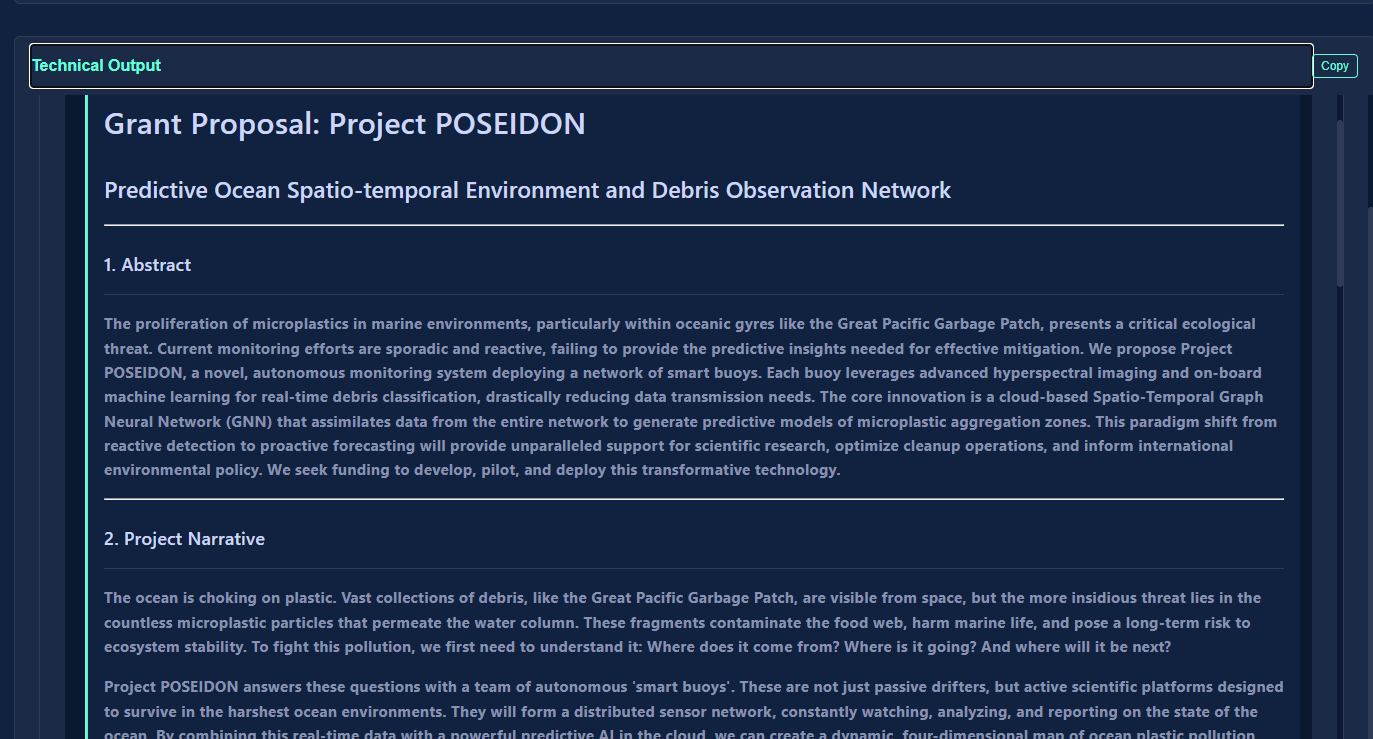 Technical Output
Copy
Grant Proposal: Project POSEIDON
Predictive Ocean Spatio-temporal Environment and Debris Observation Network
1. Abstract
The proliferation of microplastics in marine environments, particularly within oceanic gyres like the Great Pacific Garbage Patch, presents a critical ecological
threat. Current monitoring efforts are sporadic and reactive, failing to provide the predictive insights needed for effective mitigation. We propose Project
POSEIDON, a novel, autonomous monitoring system deploying a network of smart buoys. Each buoy leverages advanced hyperspectral imaging and on-board
machine learning for real-time debris classification, drastically reducing data transmission needs. The core innovation is a cloud-based Spatio-Temporal Graph
Neural Network (GNN) that assimilates data from the entire network to generate predictive models of microplastic aggregation zones. This paradigm shift from
reactive detection to proactive forecasting will provide unparalleled support for scientific research, optimize cleanup operations, and inform international
environmental policy. We seek funding to develop, pilot, and deploy this transformative technology.
2. Project Narrative
The ocean is choking on plastic. Vast collections of debris, like the Great Pacific Garbage Patch, are visible from space, but the more insidious threat lies in the
countless microplastic particles that permeate the water column. These fragments contaminate the food web, harm marine life, and pose a long-term risk to
ecosystem stability. To fight this pollution, we first need to understand it: Where does it come from? Where is it going? And where will it be next?
Project POSEIDON answers these questions with a team of autonomous 'smart buoys'. These are not just passive drifters, but active scientific platforms designed
to survive in the harshest ocean environments. They will form a distributed sensor network, constantly watching, analyzing, and reporting on the state of the
ocean. By combining this real-time data with a powerful predictive AI in the cloud, we can create a dynamic, four-dimensional map of ocean plastic pollution